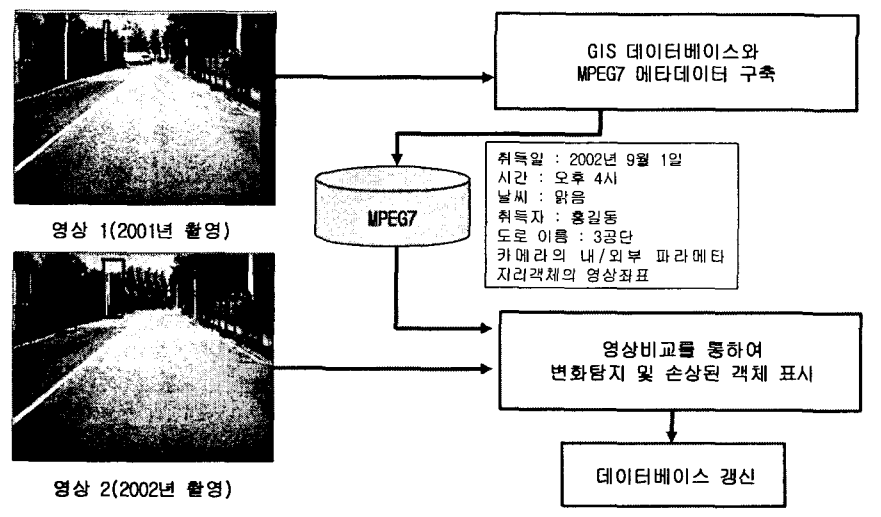 GIS 데이터베이스와
MPEG7 메타데이터 구축
영상 1(2001년 촬영)
MPEG7
취득일 : 2002년 9월 1일
시간 : 오후 4시
날씨 : 맑음
취득자 : 홍길동
도로 이름 : 3공단
카메라의 내/외부 파라메타
지리객체의 영상좌표
영상비교를 통하여
변화탐지 및 손상된 객체 표시
영상 2(2002년 촬영)
데이터베이스 갱신